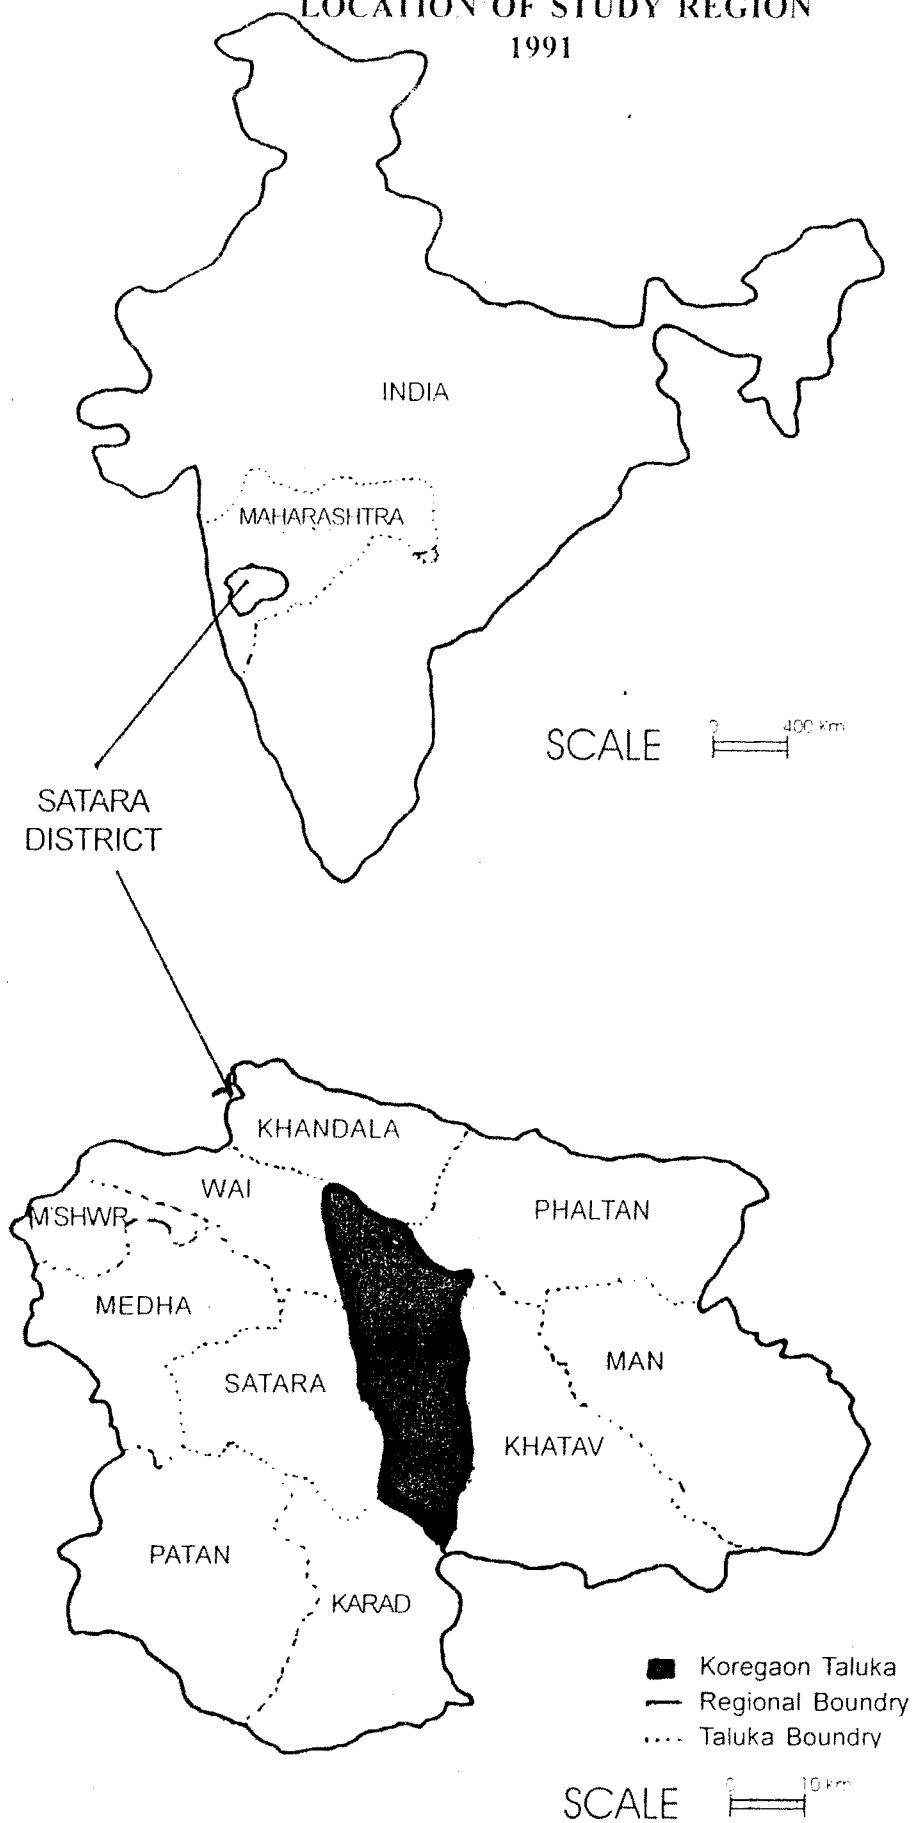 LOCATION OF STUDY REGION
1991
INDIA
MAHARASHTRA
SCALE 0 400 km
SATARA
DISTRICT
KHANDALA
WAI
PHALTAN
M'SHWR
MEDHA
MAN
SATARA
KHATAV
PATAN
KARAD
Koregaon Taluka
Regional Boundry
Taluka Boundry
SCALE 0 10 km